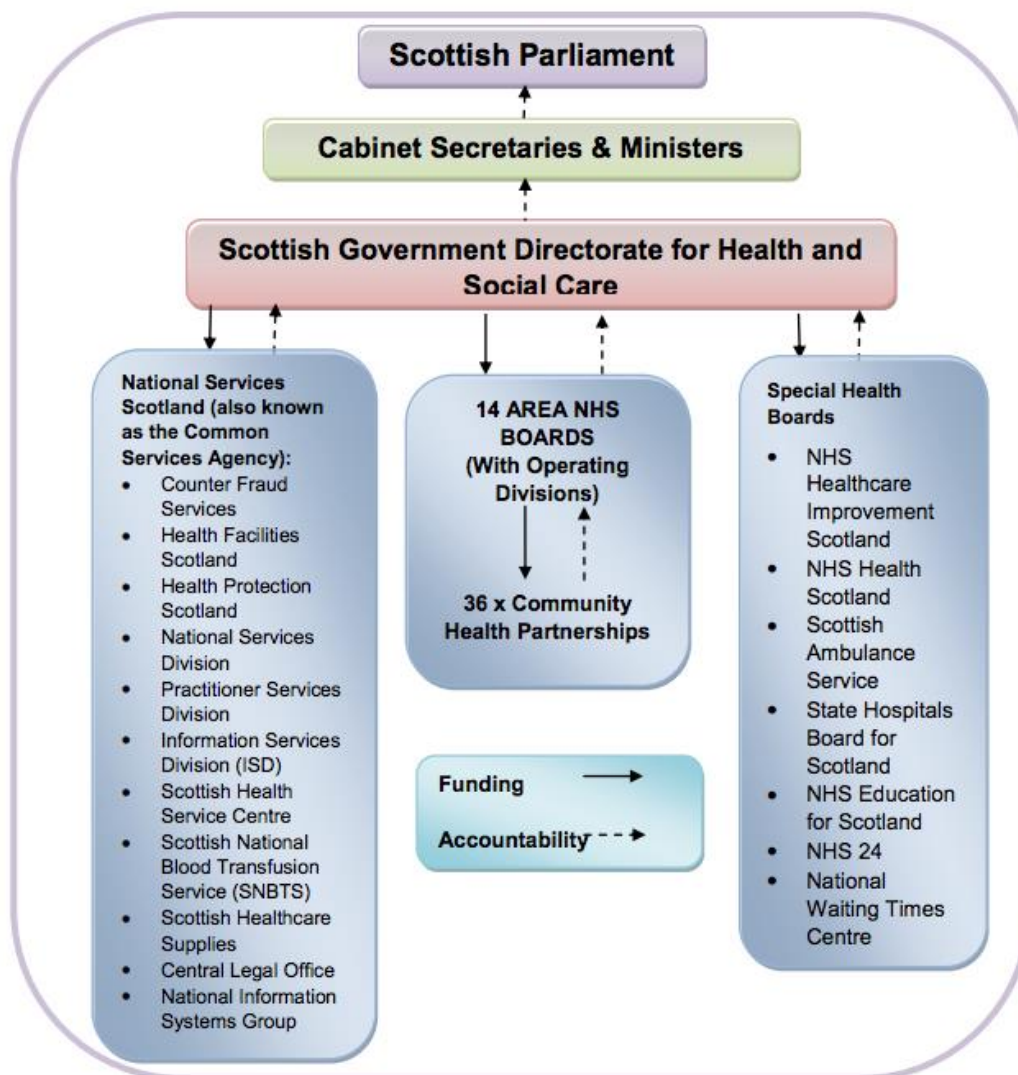 Scottish Parliament
Cabinet Secretaries & Ministers
Scottish Government Directorate for Health and
Social Care
National Services
Scotland (also known
as the Common
Services Agency):
• Counter Fraud
Services
• Health Facilities
Scotland
• Health Protection
Scotland
• National Services
Division
• Practitioner Services
Division
• Information Services
Division (ISD)
• Scottish Health
Service Centre
• Scottish National
Blood Transfusion
Service (SNBTS)
• Scottish Healthcare
Supplies
• Central Legal Office
• National Information
Systems Group
14 AREA NHS
BOARDS
(With Operating
Divisions)
36 x Community
Health Partnerships
Funding
Accountability
Special Health
Boards
• NHS
Healthcare
Improvement
Scotland
• NHS Health
Scotland
• Scottish
Ambulance
Service
• State Hospitals
Board for
Scotland
• NHS Education
for Scotland
• NHS 24
• National
Waiting Times
Centre